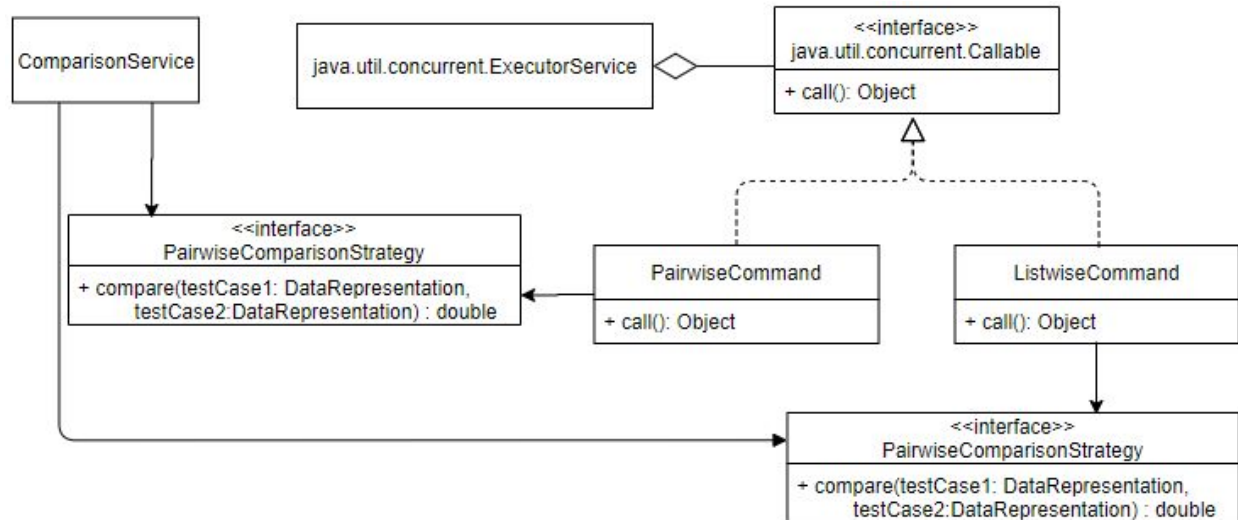 ComparisonService
java.util.concurrent.ExecutorService
<<interface>>
java.util.concurrent.Callable
+ call(): Object
<<interface>>
PairwiseComparisonStrategy
+ compare(testCase1: DataRepresentation,
testCase2:DataRepresentation) : double
PairwiseCommand
+ call(): Object
ListwiseCommand
+ call(): Object
<<interface>>
PairwiseComparisonStrategy
+ compare(testCase1: DataRepresentation,
testCase2:DataRepresentation) : double